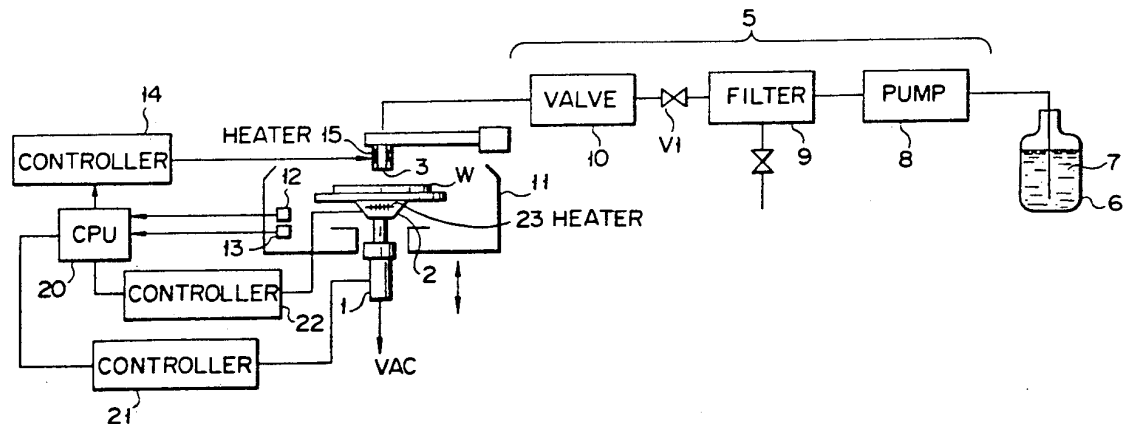 5
14
HEATER 15
VALVE
FILTER
PUMP
CONTROLLER
10
V1
9
8
3
7
12
W
11
6
CPU
23 HEATER
13
2
20
CONTROLLER
1
22
CONTROLLER
VAC
21